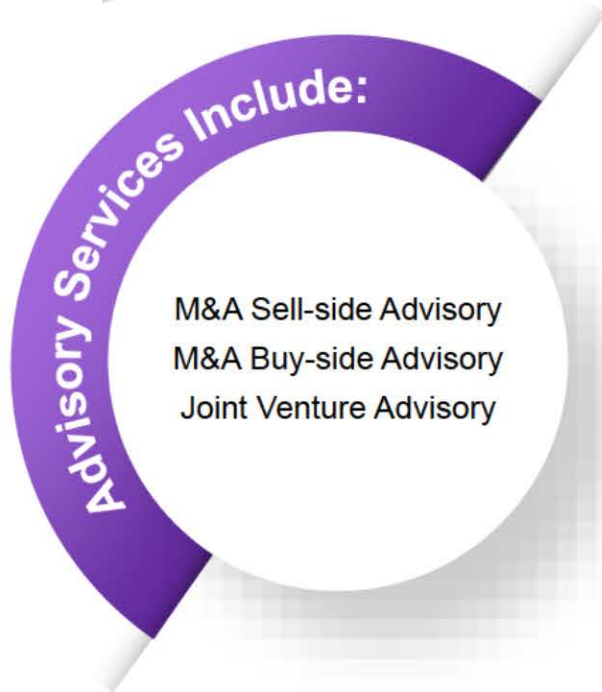 Advisory Services Include:
M&A Sell-side Advisory
M&A Buy-side Advisory
Joint Venture Advisory